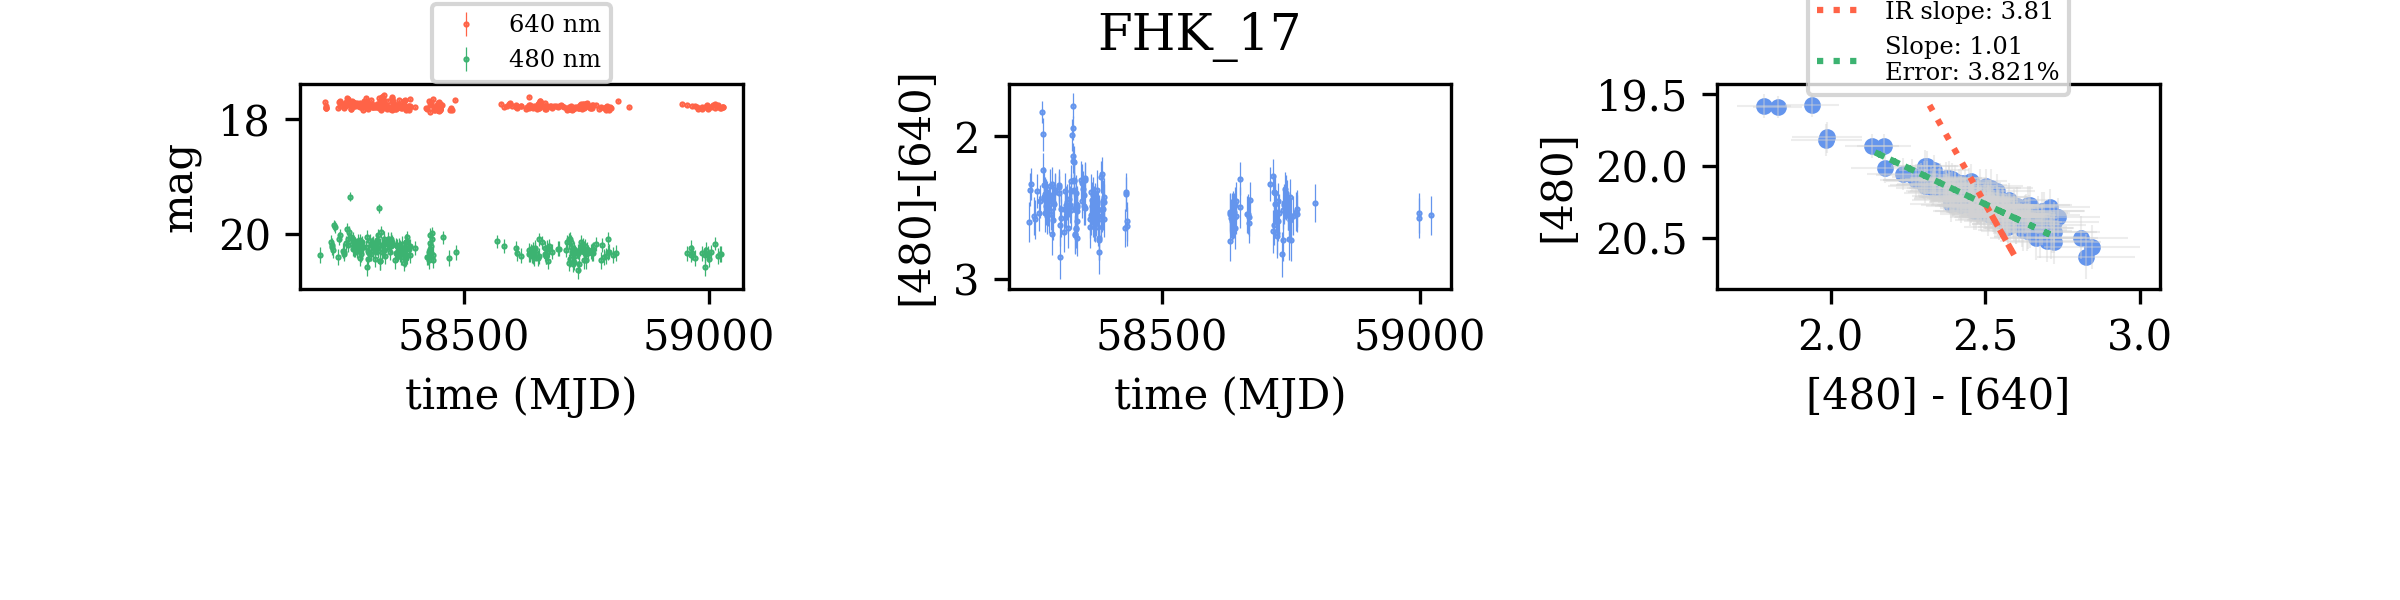 FHK_17
640 nm
480 nm
mag
18
20
58500
59000
time (MJD)
[480]-[640]
2
3
58500
59000
time (MJD)
IR slope: 3.81
Slope: 1.01
Error: 3.821%
[480]
19.5
20.0
20.5
2.0
2.5
3.0
[480] - [640]